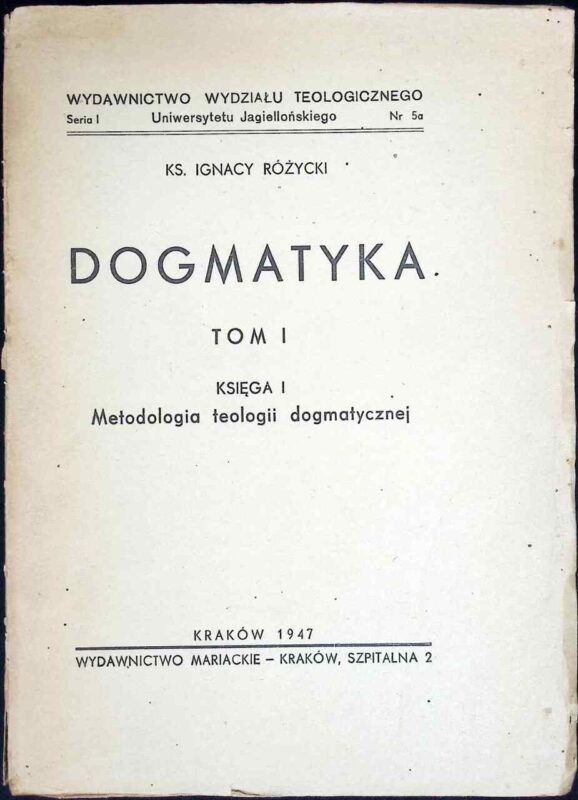 WYDAWNICTWO WYDZIAŁU TEOLOGICZNEGO
Seria I Uniwersytetu Jagiellońskiego Nr 5a
KS. IGNACY RÓŻYCKI
DOGMATYKA
TOM I
KSIĘGA I
Metodologia teologii dogmatycznej
KRAKÓW 1947
WYDAWNICTWO MARIACKIE – KRAKÓW, SZPITALNA 2